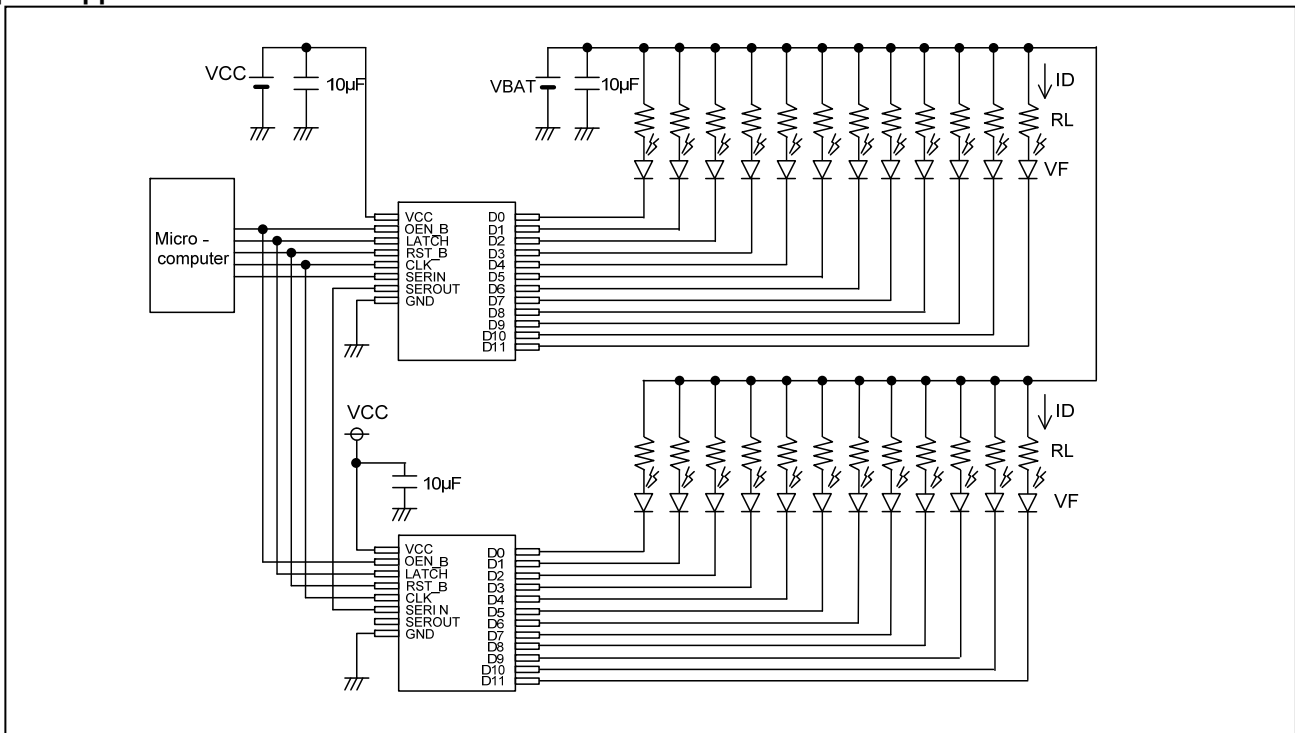 VCC
10µF
VBAT
10µF
ID
RL
VF
Micro -
computer
VCC
OEN_B
LATCH
RST_B
CLK
SERIN
SEROUT
GND
D0
D1
D2
D3
D4
D5
D6
D7
D8
D9
D10
D11
VCC
10µF
ID
RL
VF
VCC
OEN_B
LATCH
RST_B
CLK
SERI N
SEROUT
GND
D0
D1
D2
D3
D4
D5
D6
D7
D8
D9
D10
D11